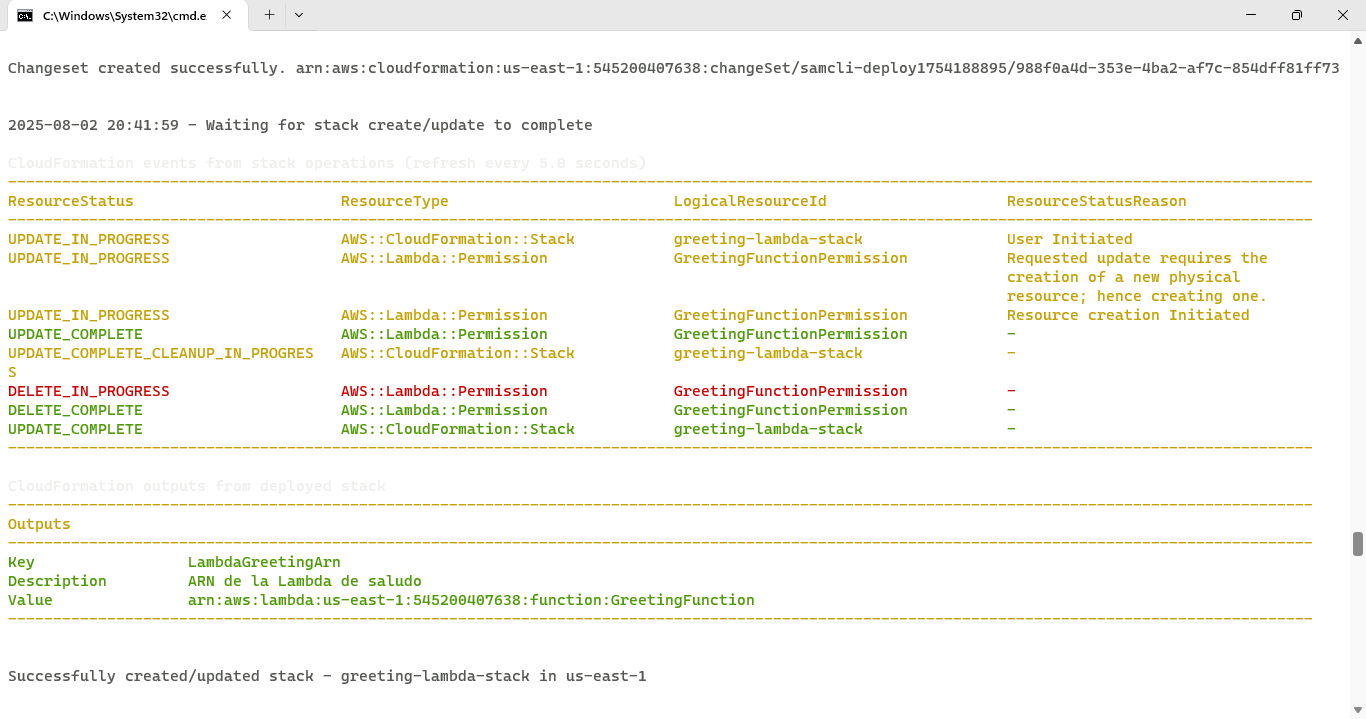 C:\Windows\System32\cmd.e
Changeset created successfully. arn:aws:cloudformation:us-east-1:545200407638:changeSet/samcli-deploy1754188895/988f0a4d-353e-4ba2-af7c-854dff81ff73
2025-08-02 20:41:59 - Waiting for stack create/update to complete
CloudFormation events from stack operations (refresh every 5.0 seconds)
ResourceStatus ResourceType LogicalResourceId ResourceStatusReason
UPDATE_IN_PROGRESS AWS::CloudFormation::Stack greeting-lambda-stack User Initiated
UPDATE_IN_PROGRESS AWS::Lambda::Permission GreetingFunctionPermission Requested update requires the
creation of a new physical
resource; hence creating one.
UPDATE_IN_PROGRESS AWS::Lambda::Permission GreetingFunctionPermission Resource creation Initiated
UPDATE_COMPLETE AWS::Lambda::Permission GreetingFunctionPermission -
UPDATE_COMPLETE_CLEANUP_IN_PROGRES AWS::CloudFormation::Stack greeting-lambda-stack -
S
DELETE_IN_PROGRESS AWS::Lambda::Permission GreetingFunctionPermission -
DELETE_COMPLETE AWS::Lambda::Permission GreetingFunctionPermission -
UPDATE_COMPLETE AWS::CloudFormation::Stack greeting-lambda-stack -
CloudFormation outputs from deployed stack
Outputs
Key LambdaGreetingArn
Description ARN de la Lambda de saludo
Value arn:aws:lambda:us-east-1:545200407638:function:GreetingFunction
Successfully created/updated stack - greeting-lambda-stack in us-east-1